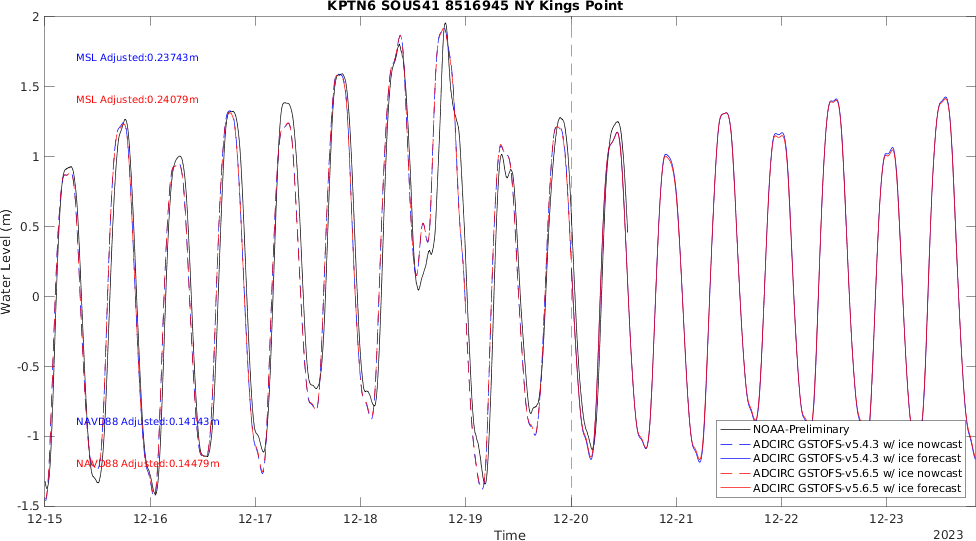 KPTN6 SOUS41 8516945 NY Kings Point
2
1.5
1
0.5
0
-0.5
-1
-1.5
Water Level (m)
MSL Adjusted:0.23743m
MSL Adjusted:0.24079m
NAVD88 Adjusted:0.14143m
NAVD88 Adjusted:0.14479m
NOAA-Preliminary
ADCIRC GSTOFS-v5.4.3 w/ ice nowcast
ADCIRC GSTOFS-v5.4.3 w/ ice forecast
ADCIRC GSTOFS-v5.6.5 w/ ice nowcast
ADCIRC GSTOFS-v5.6.5 w/ ice forecast
12-15 12-16 12-17 12-18 12-19 12-20 12-21 12-22 12-23
Time
2023